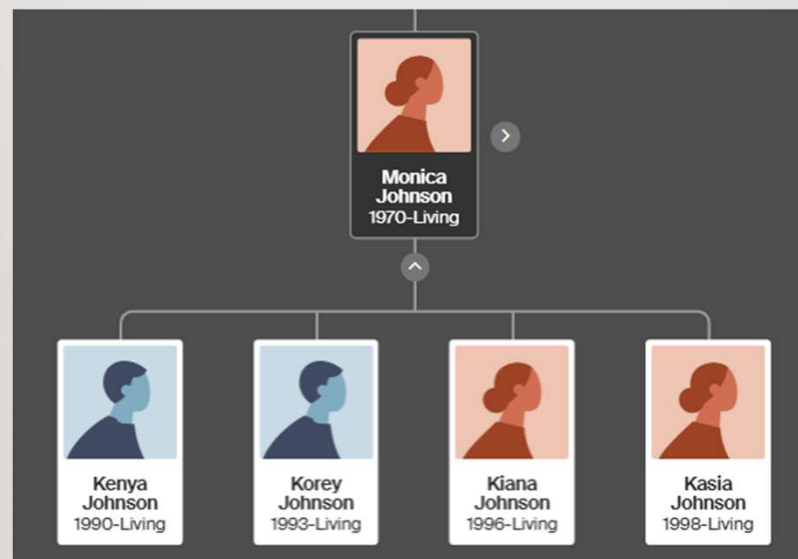 Monica
Johnson
1970-Living
Kenya
Johnson
1990-Living
Korey
Johnson
1993-Living
Kiana
Johnson
1996-Living
Kasia
Johnson
1998-Living